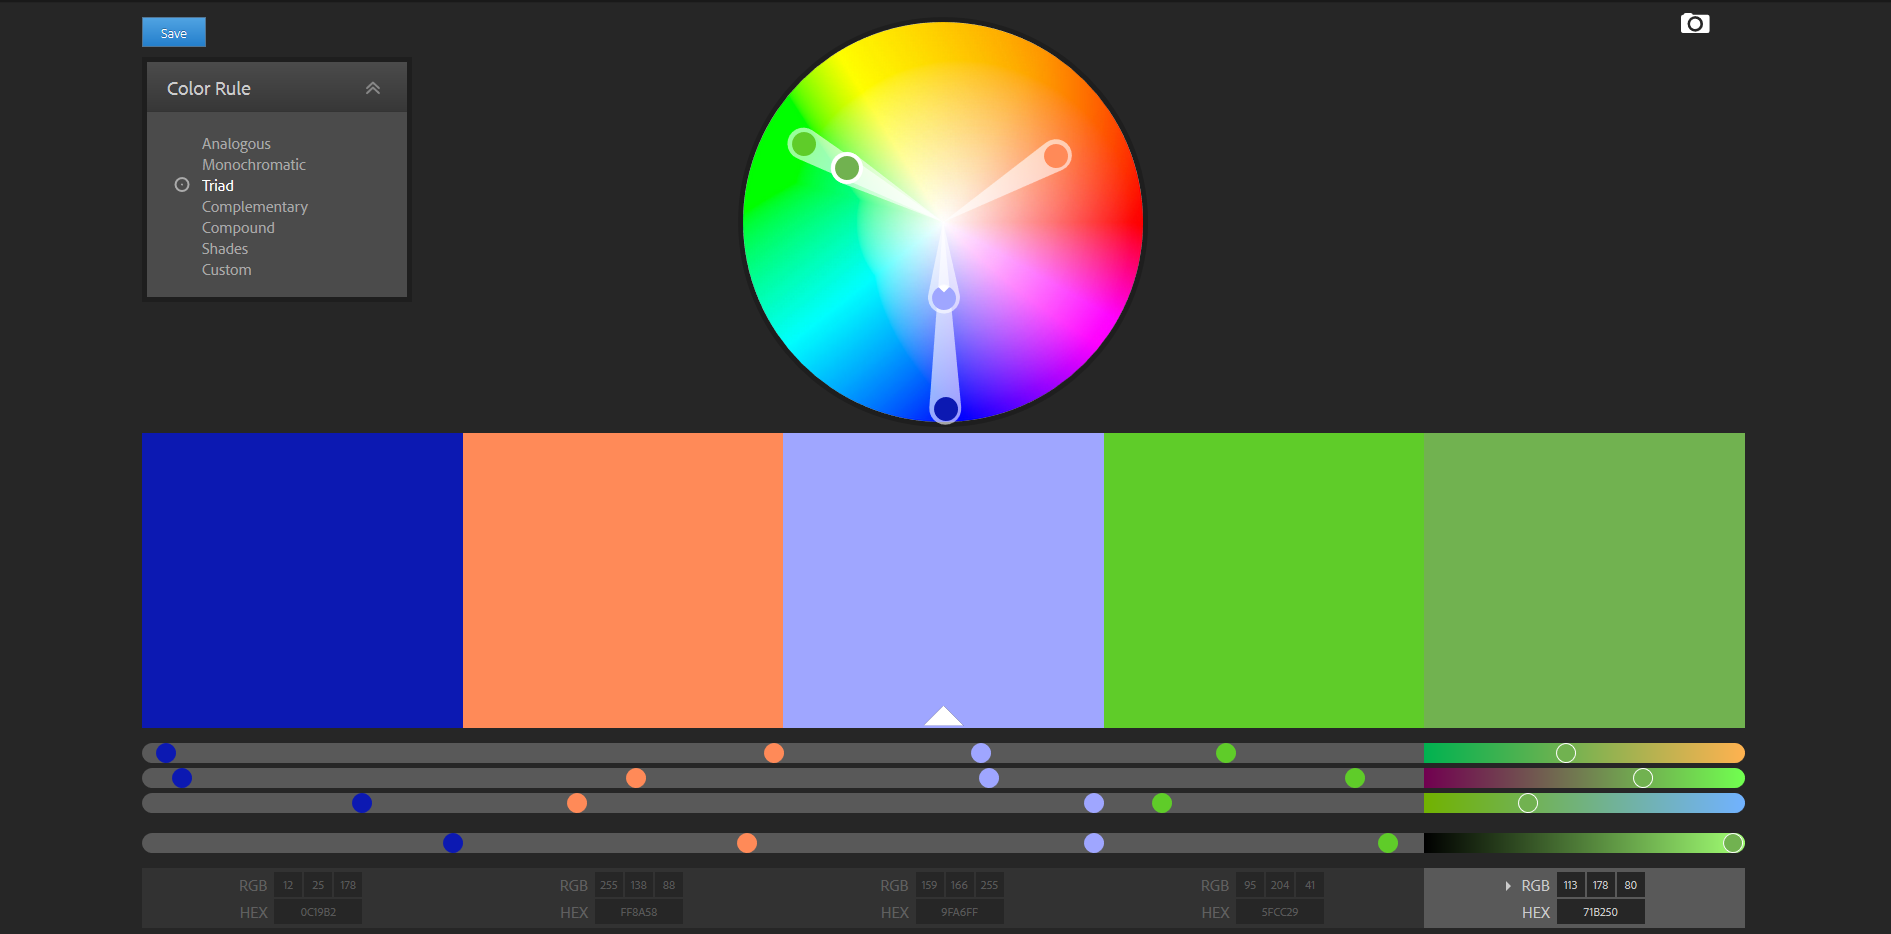 Save
Color Rule
Analogous
Monochromatic
Triad
Complementary
Compound
Shades
Custom
RGB 12 25 178
HEX 0C19B2
RGB 255 138 88
HEX FF8A58
RGB 159 166 255
HEX 9FA6FF
RGB 95 204 41
HEX 5FCC29
RGB 113 178 80
HEX 71B250